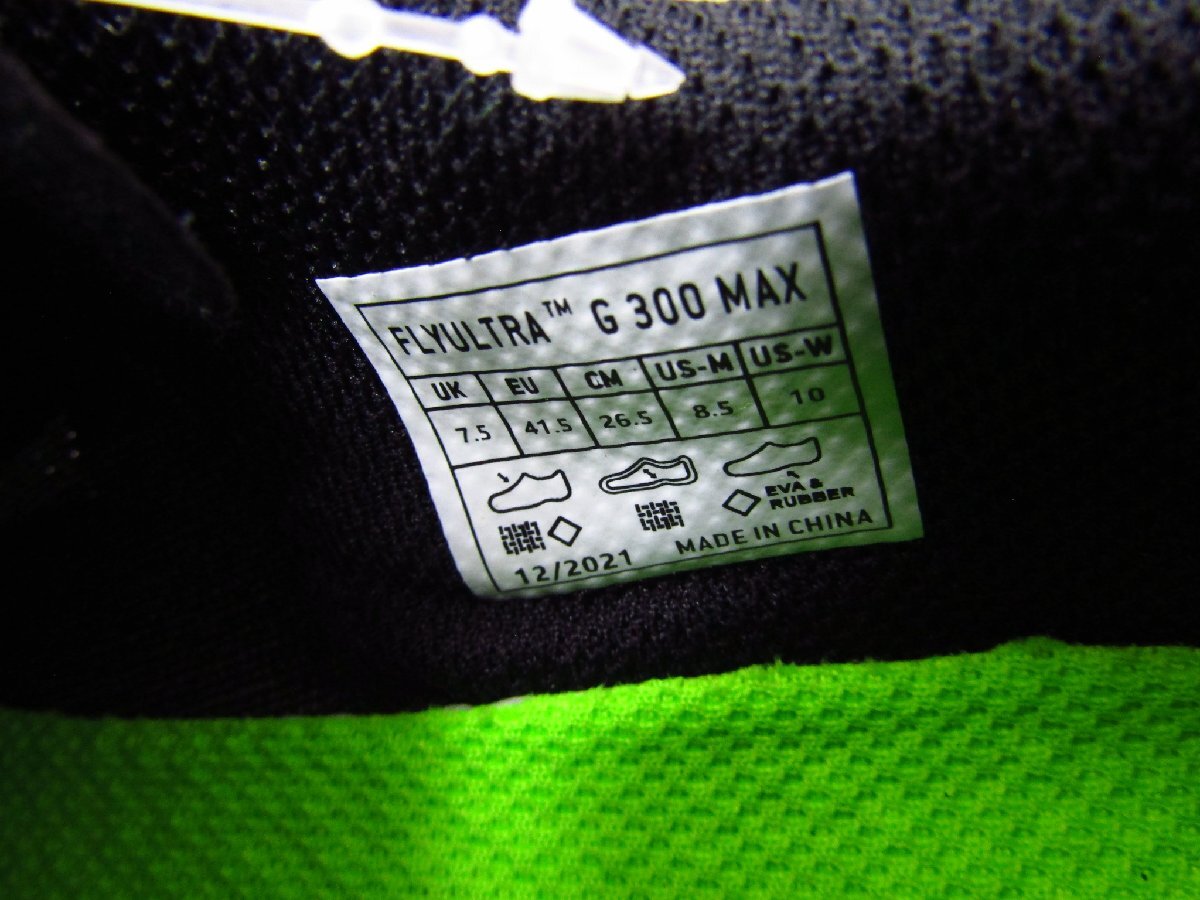 FLYULTRA™ G 300 MAX
UK EU CM US-M US-W
7.5 41.5 26.5 8.5 10
EVA &
RUBBER
12/2021 MADE IN CHINA